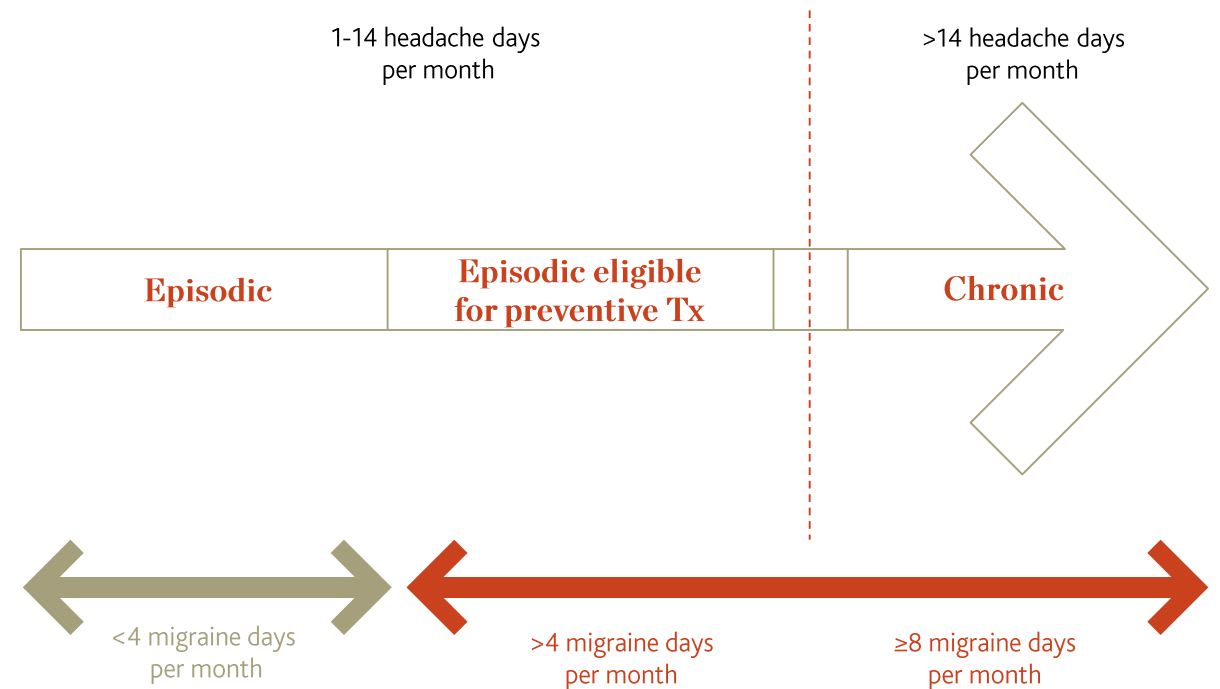 1-14 headache days
per month
>14 headache days
per month
Episodic
Episodic eligible
for preventive Tx
Chronic
<4 migraine days
per month
>4 migraine days
per month
≥8 migraine days
per month